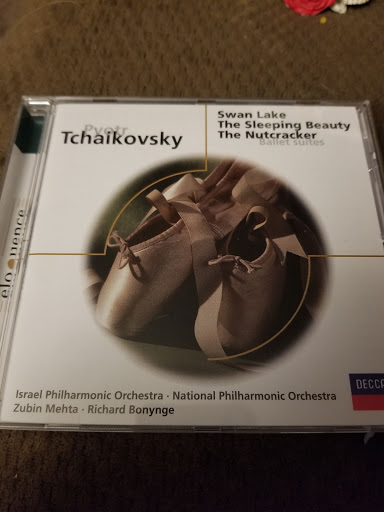 Pyotr
Tchaikovsky
Swan Lake
The Sleeping Beauty
The Nutcracker
Ballet suites
eloquence
Israel Philharmonic Orchestra · National Philharmonic Orchestra
Zubin Mehta · Richard Bonynge
DECCA